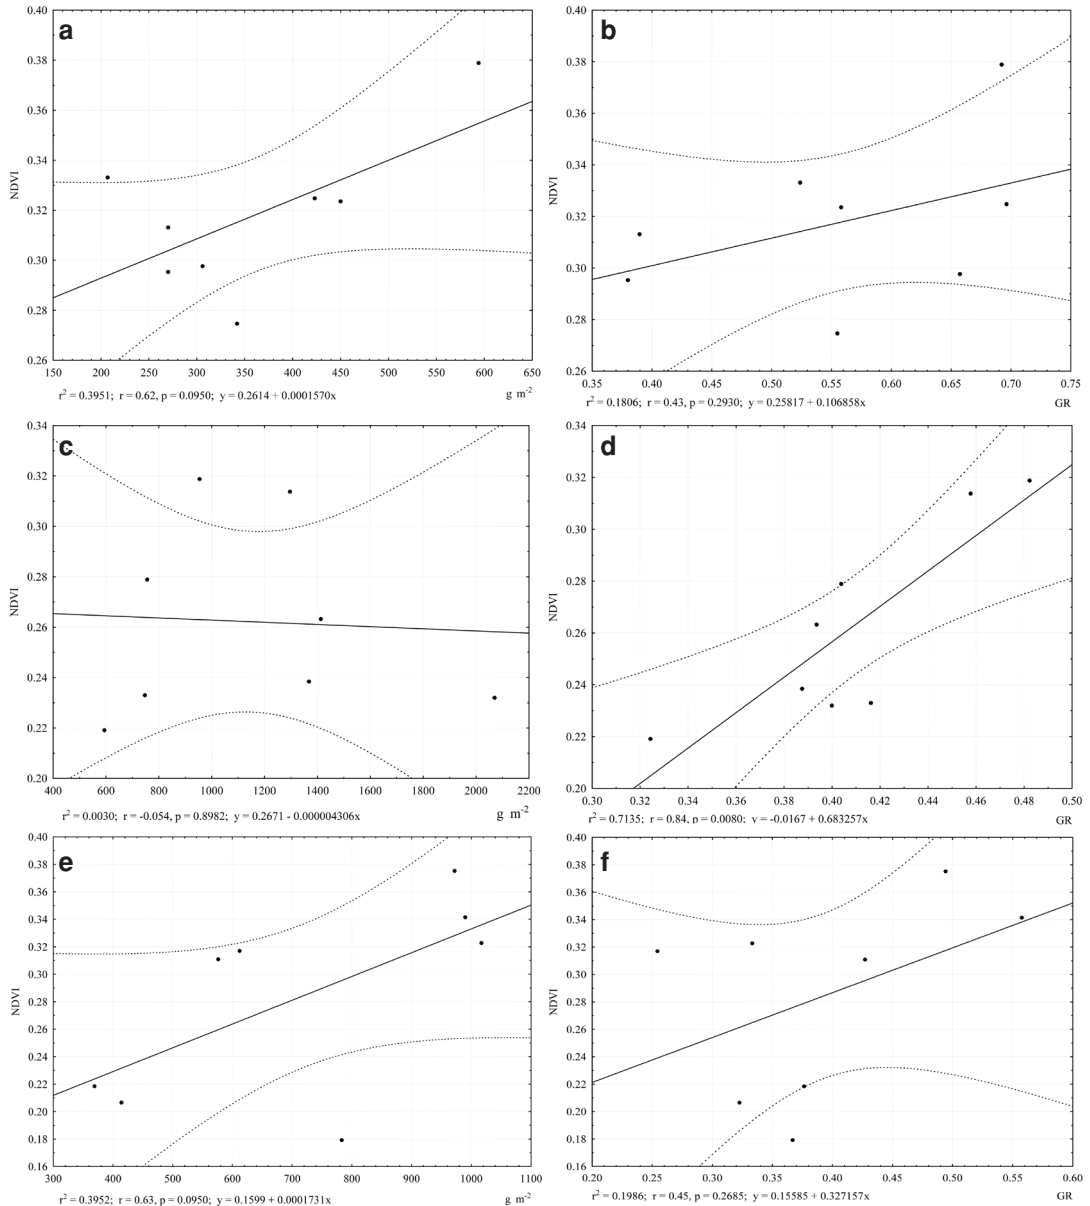 a
0.40
0.38
0.36
0.34
0.32
0.30
0.28
0.26
NDVI
150 200 250 300 350 400 450 500 550 600 650
r² = 0.3951; r = 0.62, p = 0.0950; y = 0.2614 + 0.0001570x
g m⁻²
b
0.40
0.38
0.36
0.34
0.32
0.30
0.28
0.26
NDVI
0.35 0.40 0.45 0.50 0.55 0.60 0.65 0.70 0.75
r² = 0.1806; r = 0.43, p = 0.2930; y = 0.25817 + 0.106858x
GR
c
0.34
0.32
0.30
0.28
0.26
0.24
0.22
0.20
NDVI
400 600 800 1000 1200 1400 1600 1800 2000 2200
r² = 0.0030; r = -0.054, p = 0.8982; y = 0.2671 - 0.000004306x
g m⁻²
d
0.34
0.32
0.30
0.28
0.26
0.24
0.22
0.20
NDVI
0.30 0.32 0.34 0.36 0.38 0.40 0.42 0.44 0.46 0.48 0.50
r² = 0.7135; r = 0.84, p = 0.0080; y = -0.0167 + 0.683257x
GR
e
0.40
0.38
0.36
0.34
0.32
0.30
0.28
0.26
0.24
0.22
0.20
0.18
0.16
NDVI
300 400 500 600 700 800 900 1000 1100
r² = 0.3952; r = 0.63, p = 0.0950; y = 0.1599 + 0.0001731x
g m⁻²
f
0.40
0.38
0.36
0.34
0.32
0.30
0.28
0.26
0.24
0.22
0.20
0.18
0.16
NDVI
0.20 0.25 0.30 0.35 0.40 0.45 0.50 0.55 0.60
r² = 0.1986; r = 0.45, p = 0.2685; y = 0.15585 + 0.327157x
GR